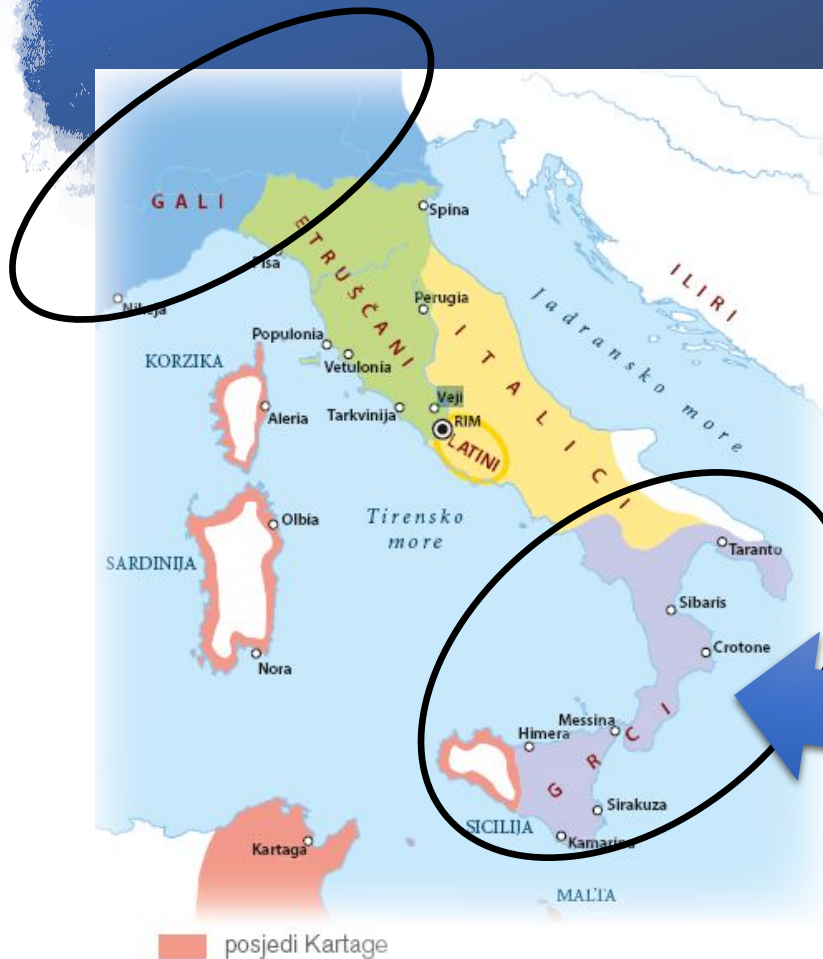 GALI
Spina
ETRUŠČANI
ILIRI
Pisa
Nikeja
Perugia
Jadransko more
ITALICI
Populonia
KORZIKA
Vetulonia
Veji
Aleria
Tarkvinija
RIM
LATINI
Olbia
Tirensko
more
SARDINIJA
Taranto
Sibaris
Crotone
Nora
Messina
Himera
GRCI
Sirakuza
SICILIJA
Kamarina
Kartaga
MALTA
posjedi Kartage